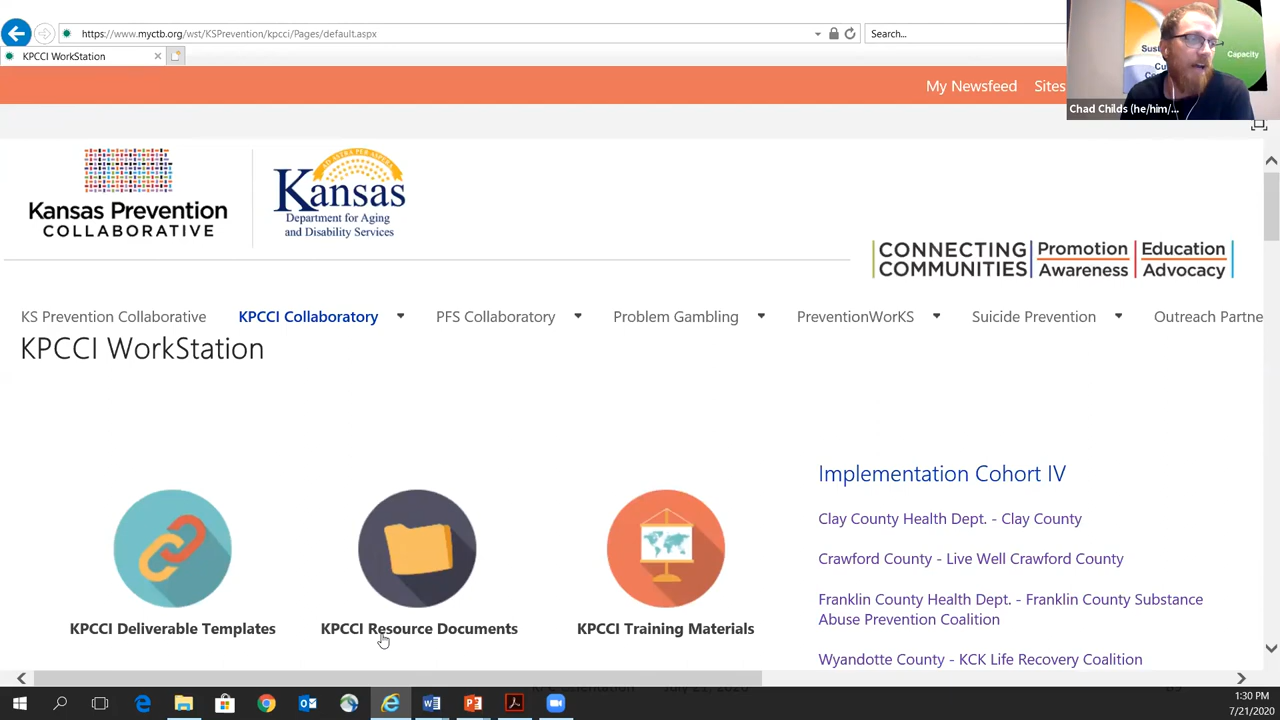 https://www.myctb.org/wst/KSPrevention/kpcci/Pages/default.aspx
Search...
KPCCI WorkStation
Capacity
Chad Childs (he/him/...
My Newsfeed Sites
Kansas Prevention
COLLABORATIVE
AD ASTRA PER ASPERA
Kansas
Department for Aging
and Disability Services
CONNECTING COMMUNITIES
Promotion Awareness
Education Advocacy
KS Prevention Collaborative KPCCI Collaboratory PFS Collaboratory Problem Gambling PreventionWorKS Suicide Prevention Outreach Partne
KPCCI WorkStation
KPCCI Deliverable Templates
KPCCI Resource Documents
KPCCI Training Materials
Implementation Cohort IV
Clay County Health Dept. - Clay County
Crawford County - Live Well Crawford County
Franklin County Health Dept. - Franklin County Substance
Abuse Prevention Coalition
Wyandotte County - KCK Life Recovery Coalition
1:30 PM
7/21/2020